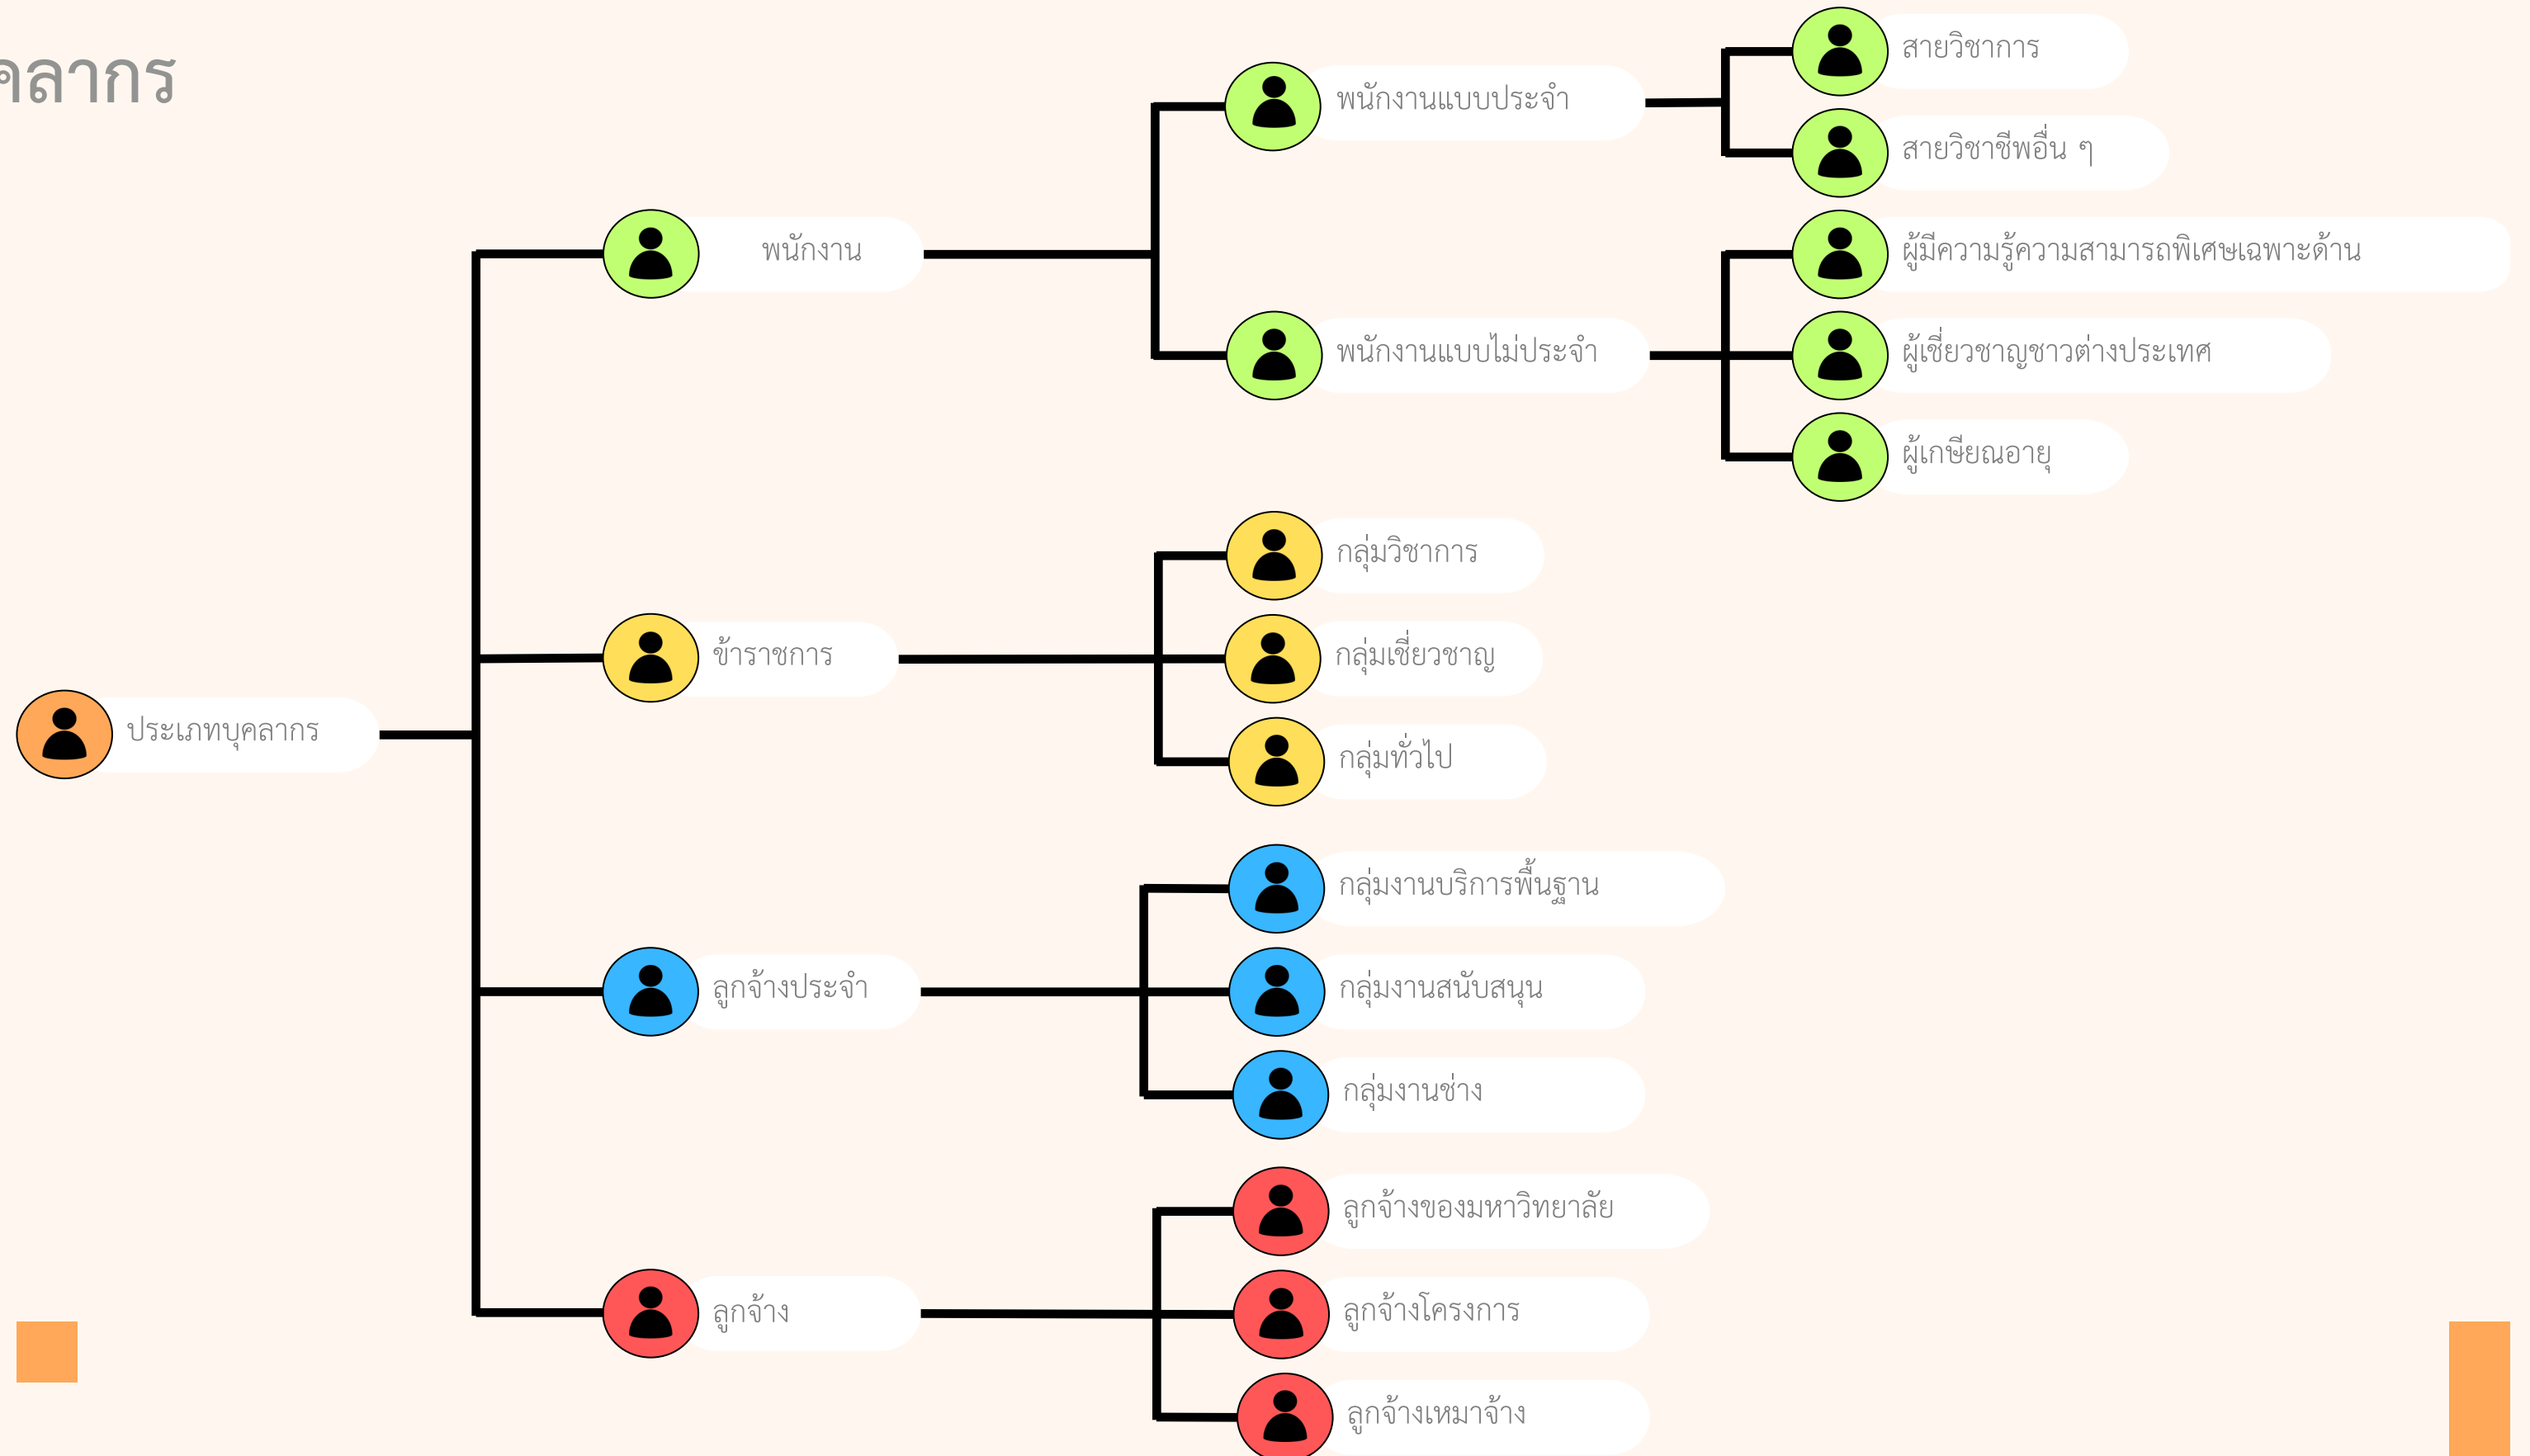 คลากร
สายวิชาการ
พนักงานแบบประจำ
สายวิชาชีพอื่น ๆ
พนักงาน
ผู้มีความรู้ความสามารถพิเศษเฉพาะด้าน
พนักงานแบบไม่ประจำ
ผู้เชี่ยวชาญชาวต่างประเทศ
ผู้เกษียณอายุ
กลุ่มวิชาการ
ข้าราชการ
กลุ่มเชี่ยวชาญ
ประเภทบุคลากร
กลุ่มทั่วไป
กลุ่มงานบริการพื้นฐาน
ลูกจ้างประจำ
กลุ่มงานสนับสนุน
กลุ่มงานช่าง
ลูกจ้างของมหาวิทยาลัย
ลูกจ้าง
ลูกจ้างโครงการ
ลูกจ้างเหมาจ้าง